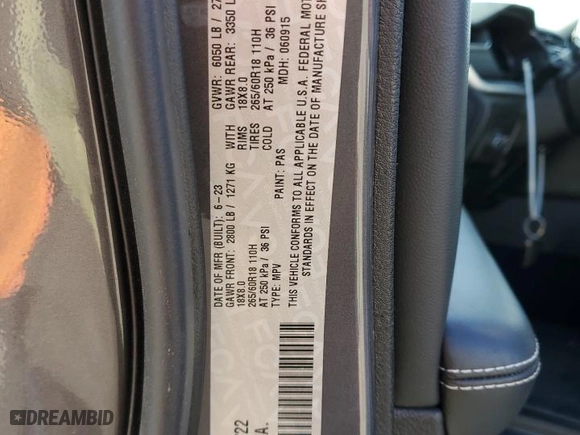 GVWR: 6050 LB / 27
DATE OF MFR (BUILT): 6-23
GAWR FRONT: 2800 LB / 1271 KG WITH
18X8.0 RIMS
265/60R18 110H TIRES
AT 250 kPa / 36 PSI COLD
GAWR REAR: 3350 L
18X8.0
265/60R18 110H
AT 250 kPa / 36 PSI
TYPE: MPV PAINT: PAS MDH: 060915
THIS VEHICLE CONFORMS TO ALL APPLICABLE U.S.A. FEDERAL MOT
STANDARDS IN EFFECT ON THE DATE OF MANUFACTURE SH
22
A.
DREAMBID